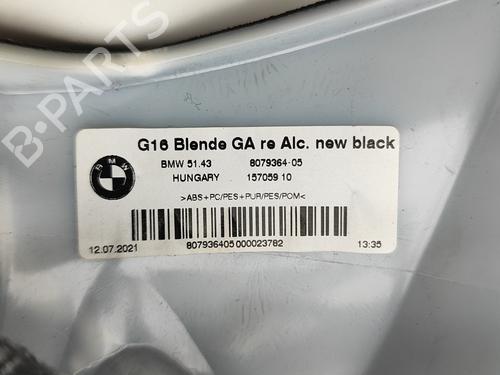 B-PARTS
G16 Blende GA re Alc. new black
BMW 51.43 8079364-05
HUNGARY 157059 10
>ABS+PC/PES+PUR/PES/POM<
BMW
12.07.2021 807936405 000023782 13:35